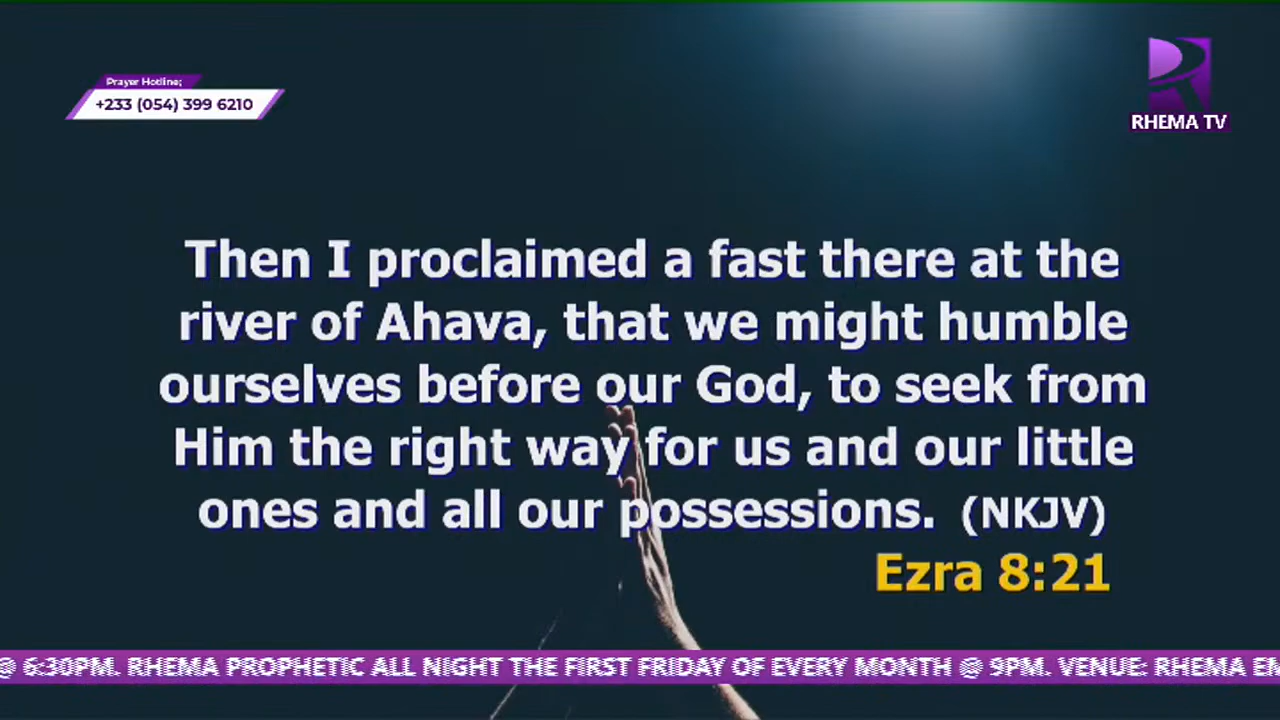 Prayer Hotline;
+233 (054) 399 6210
RHEMA TV
Then I proclaimed a fast there at the
river of Ahava, that we might humble
ourselves before our God, to seek from
Him the right way for us and our little
ones and all our possessions. (NKJV)
Ezra 8:21
@ 6:30PM. RHEMA PROPHETIC ALL NIGHT THE FIRST FRIDAY OF EVERY MONTH @ 9PM. VENUE: RHEMA